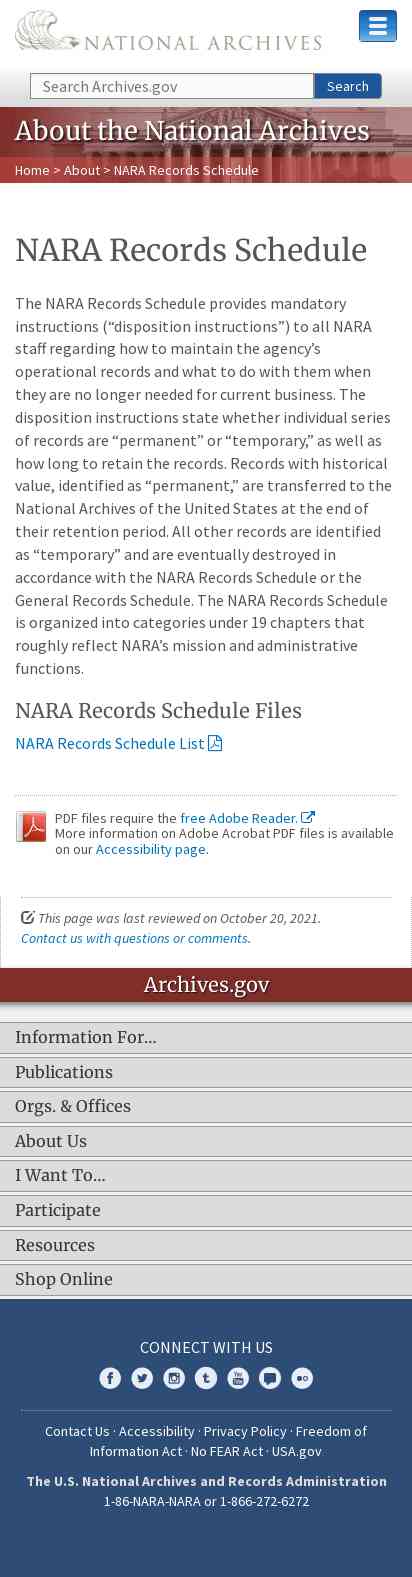 NATIONAL ARCHIVES
Search Archives.gov
Search
About the National Archives
Home > About > NARA Records Schedule
NARA Records Schedule
The NARA Records Schedule provides mandatory
instructions (“disposition instructions”) to all NARA
staff regarding how to maintain the agency’s
operational records and what to do with them when
they are no longer needed for current business. The
disposition instructions state whether individual series
of records are “permanent” or “temporary,” as well as
how long to retain the records. Records with historical
value, identified as “permanent,” are transferred to the
National Archives of the United States at the end of
their retention period. All other records are identified
as “temporary” and are eventually destroyed in
accordance with the NARA Records Schedule or the
General Records Schedule. The NARA Records Schedule
is organized into categories under 19 chapters that
roughly reflect NARA’s mission and administrative
functions.
NARA Records Schedule Files
NARA Records Schedule List
PDF files require the free Adobe Reader.
More information on Adobe Acrobat PDF files is available
on our Accessibility page.
This page was last reviewed on October 20, 2021.
Contact us with questions or comments.
Archives.gov
Information For…
Publications
Orgs. & Offices
About Us
I Want To…
Participate
Resources
Shop Online
CONNECT WITH US
Contact Us · Accessibility · Privacy Policy · Freedom of
Information Act · No FEAR Act · USA.gov
The U.S. National Archives and Records Administration
1-86-NARA-NARA or 1-866-272-6272